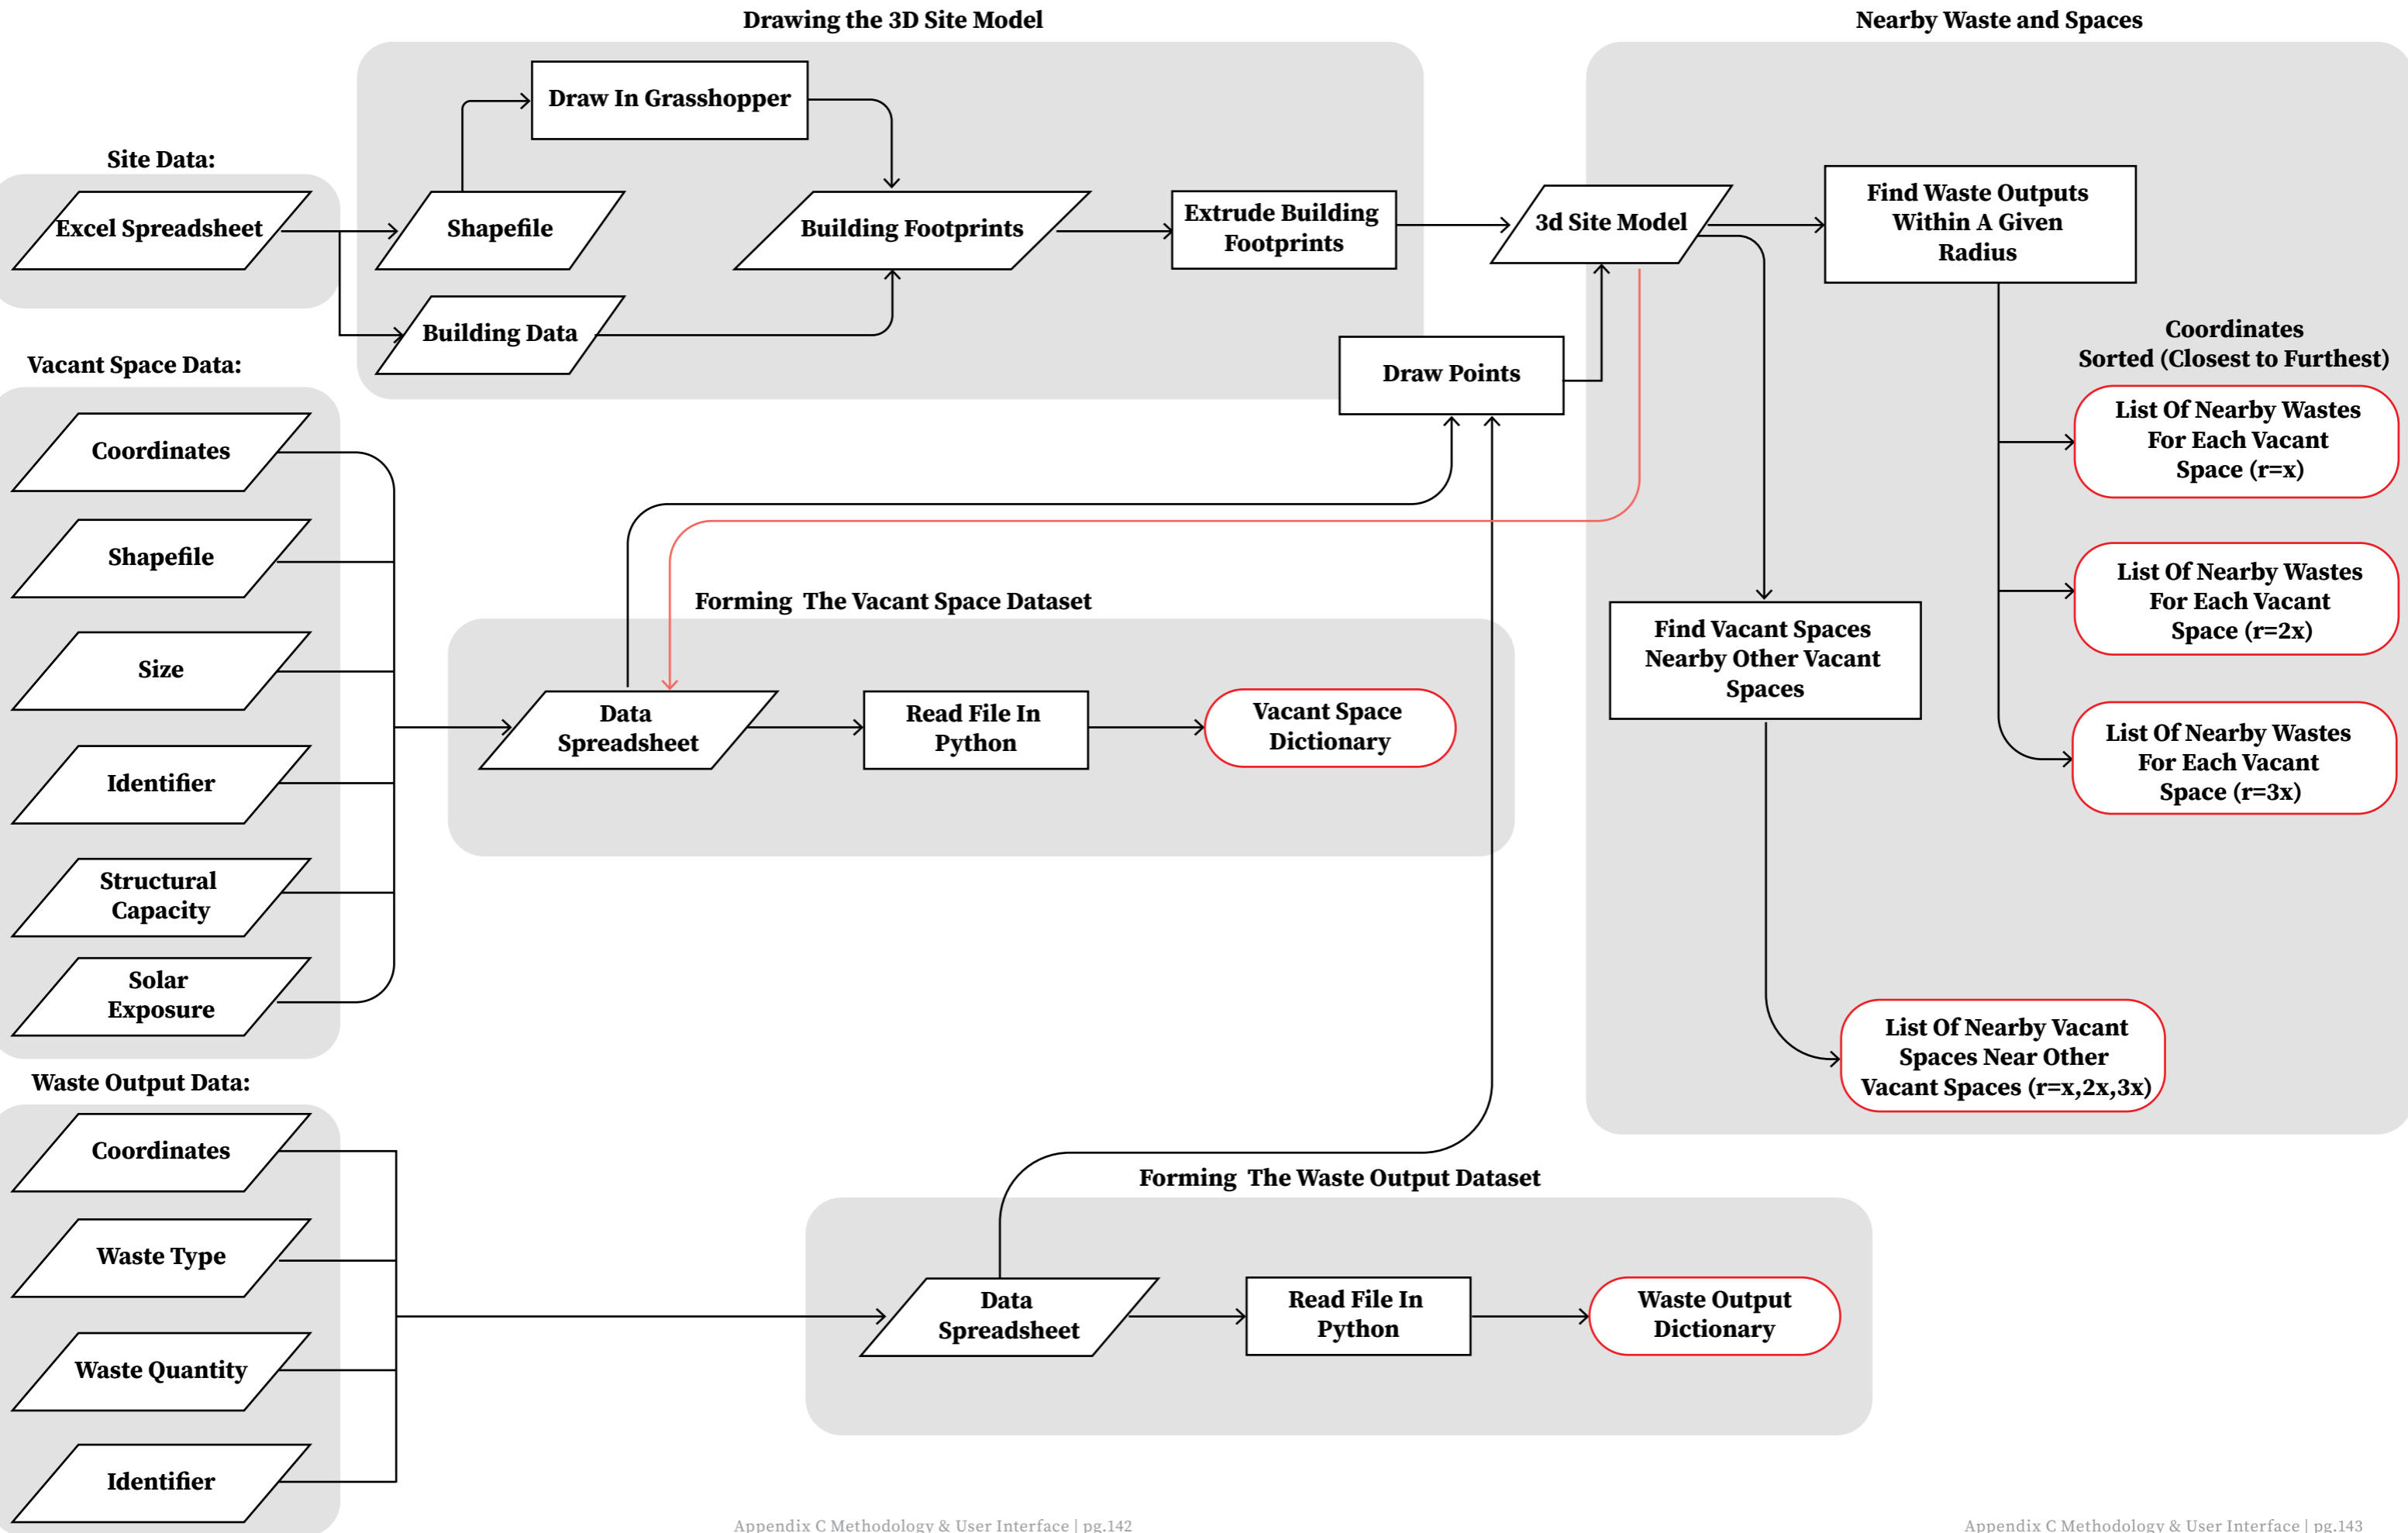 Drawing the 3D Site Model
Nearby Waste and Spaces
Draw In Grasshopper
Site Data:
Excel Spreadsheet
Shapefile
Building Footprints
Extrude Building
Footprints
3d Site Model
Find Waste Outputs
Within A Given
Radius
Building Data
Vacant Space Data:
Draw Points
Coordinates
Sorted (Closest to Furthest)
List Of Nearby Wastes
For Each Vacant
Space (r=x)
Coordinates
Shapefile
List Of Nearby Wastes
For Each Vacant
Space (r=2x)
Forming The Vacant Space Dataset
Size
Find Vacant Spaces
Nearby Other Vacant
Spaces
Data
Spreadsheet
Read File In
Python
Vacant Space
Dictionary
List Of Nearby Wastes
For Each Vacant
Space (r=3x)
Identifier
Structural
Capacity
Solar
Exposure
List Of Nearby Vacant
Spaces Near Other
Vacant Spaces (r=x,2x,3x)
Waste Output Data:
Coordinates
Forming The Waste Output Dataset
Waste Type
Data
Spreadsheet
Read File In
Python
Waste Output
Dictionary
Waste Quantity
Identifier
Appendix C Methodology & User Interface | pg.142
Appendix C Methodology & User Interface | pg.143